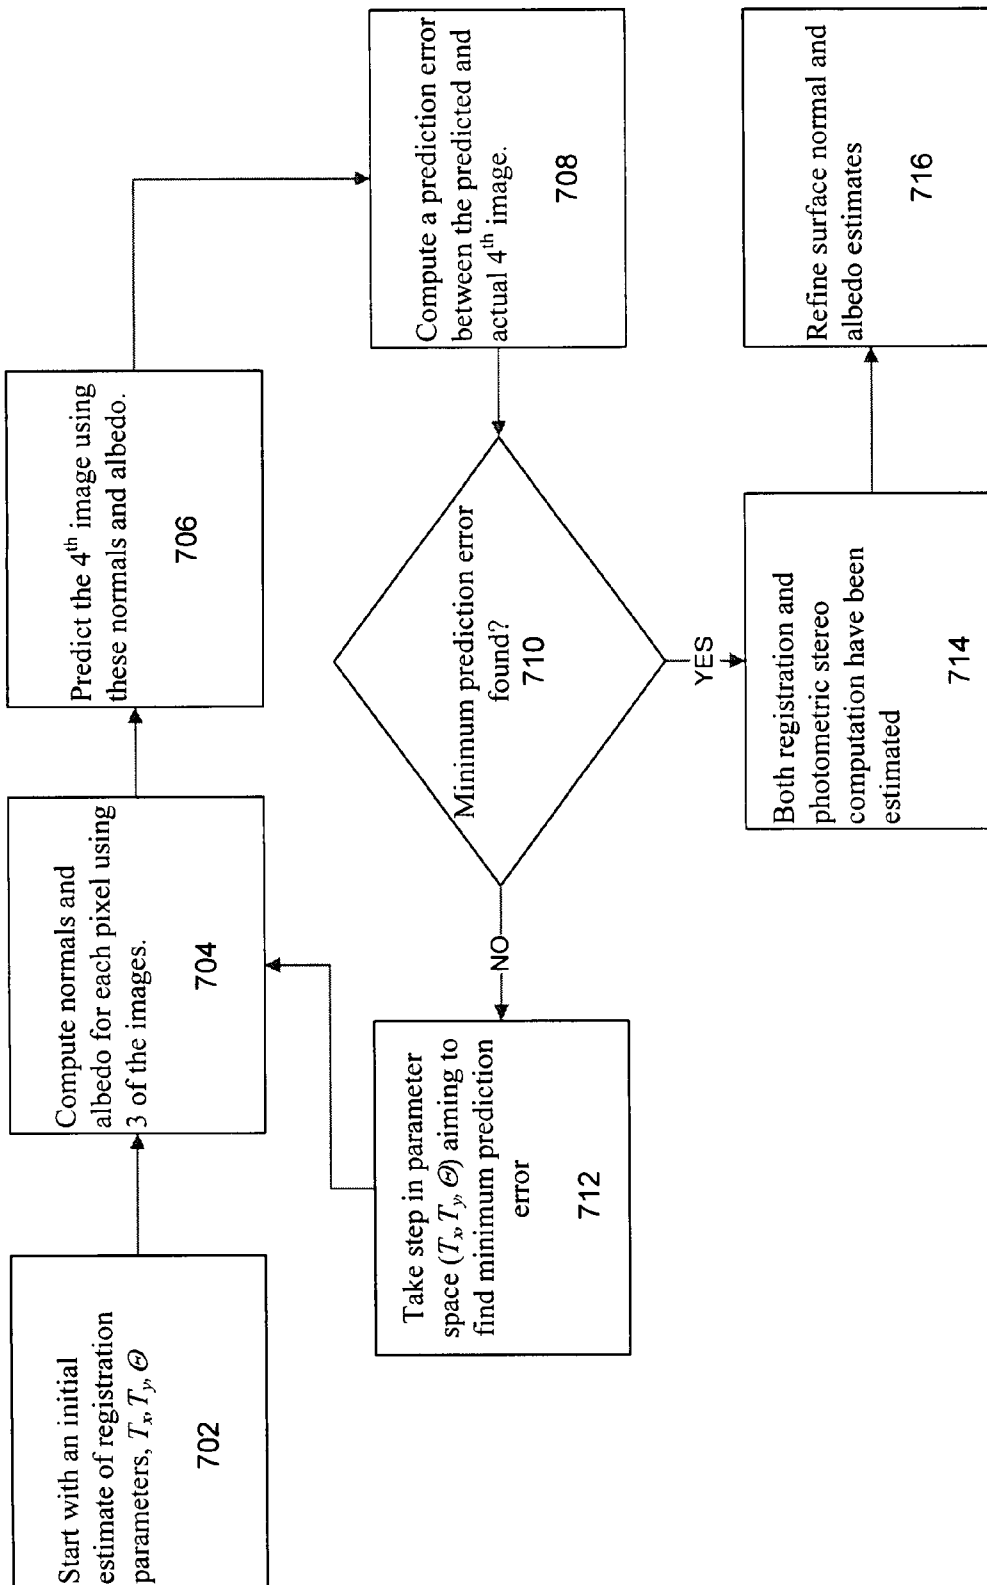 Start with an initial
estimate of registration
parameters, Tₓ, Tᵧ, Θ
702
Compute normals and
albedo for each pixel using
3 of the images.
704
Predict the 4ᵗʰ image using
these normals and albedo.
706
Compute a prediction error
between the predicted and
actual 4ᵗʰ image.
708
Minimum prediction error
found?
710
NO
Take step in parameter
space (Tₓ, Tᵧ, Θ) aiming to
find minimum prediction
error
712
YES
Both registration and
photometric stereo
computation have been
estimated
714
Refine surface normal and
albedo estimates
716